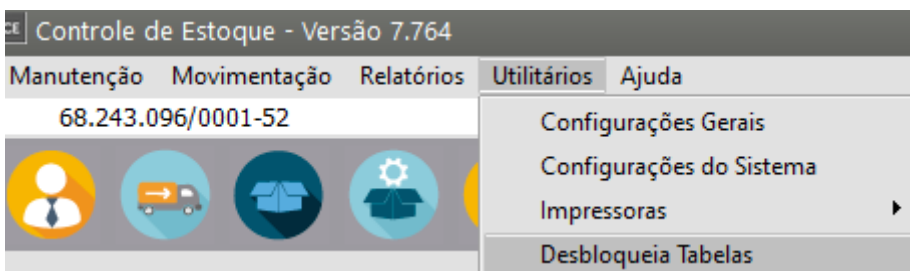 CE Controle de Estoque - Versão 7.764
Manutenção Movimentação Relatórios Utilitários Ajuda
68.243.096/0001-52
Configurações Gerais
Configurações do Sistema
Impressoras
Desbloqueia Tabelas